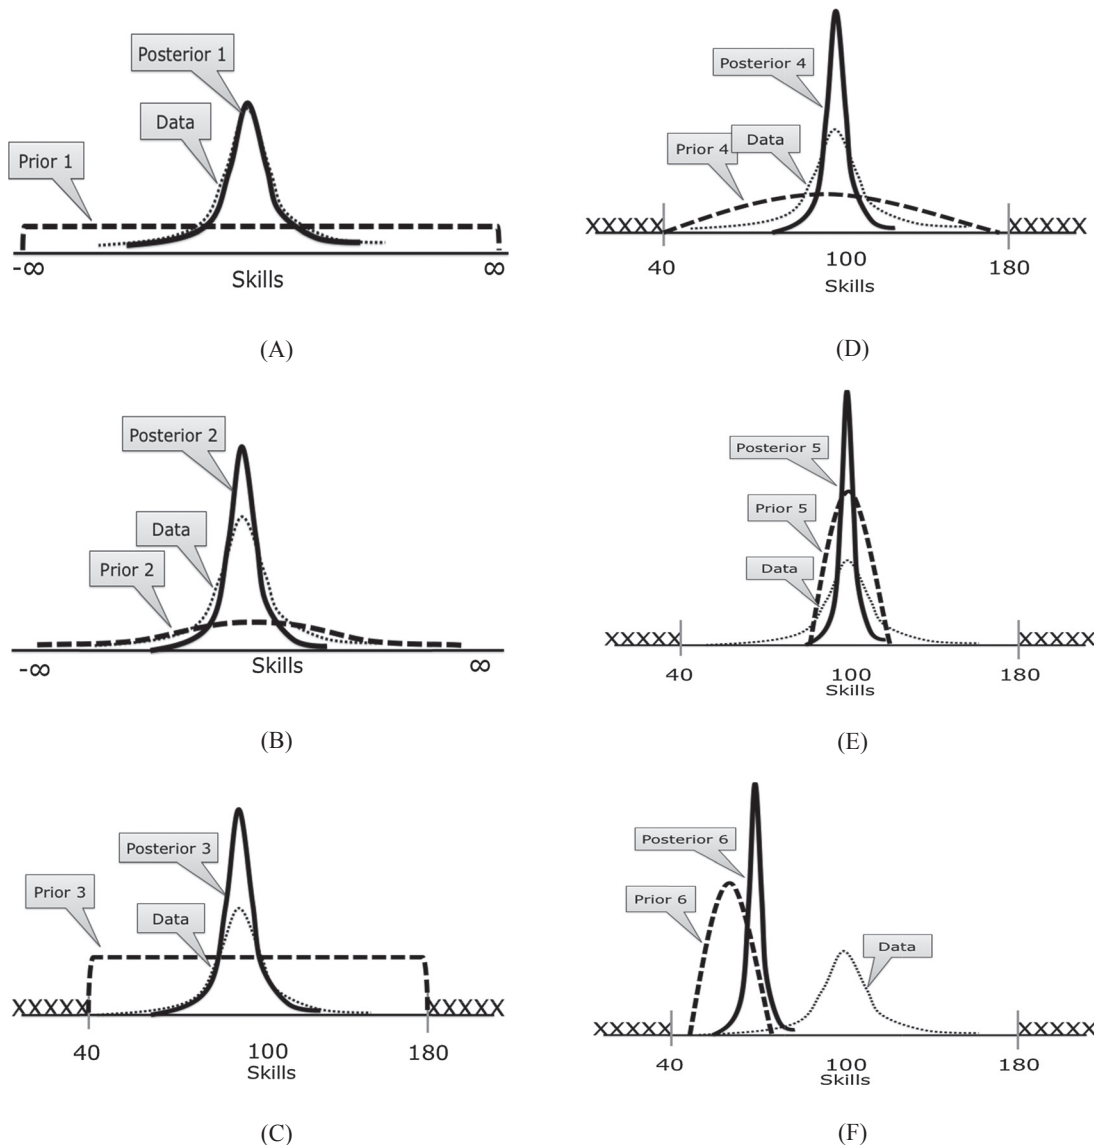 Posterior 1
Data
Prior 1
-∞ ∞
Skills
(A)
Posterior 2
Data
Prior 2
-∞ ∞
Skills
(B)
Posterior 3
Prior 3
Data
XXXXX XXXXX
40 100 180
Skills
(C)
Posterior 4
Data
Prior 4
XXXXX XXXXX
40 100 180
Skills
(D)
Posterior 5
Prior 5
Data
XXXXX XXXXX
40 100 180
Skills
(E)
Posterior 6
Prior 6
Data
XXXXX XXXXX
40 100 180
Skills
(F)